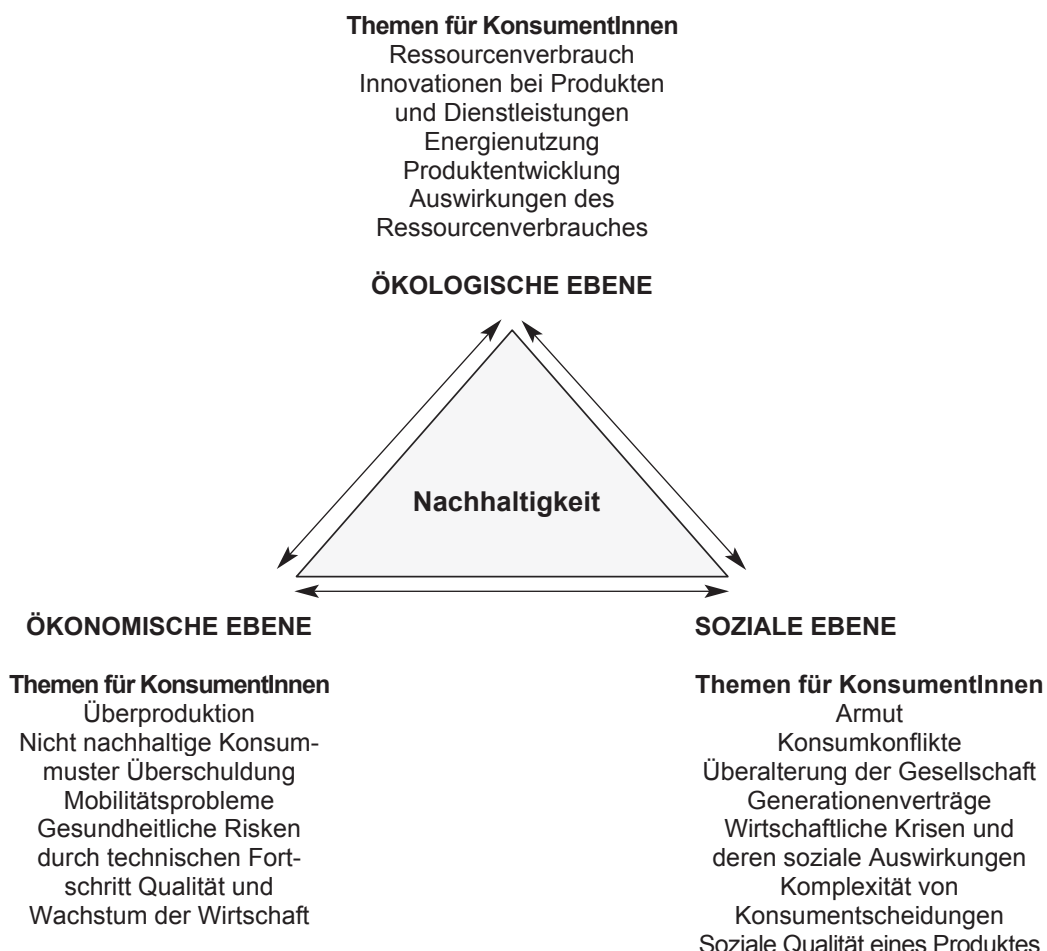 Themen für KonsumentInnen
Ressourcenverbrauch
Innovationen bei Produkten
und Dienstleistungen
Energienutzung
Produktentwicklung
Auswirkungen des
Ressourcenverbrauches
ÖKOLOGISCHE EBENE
Nachhaltigkeit
ÖKONOMISCHE EBENE
Themen für KonsumentInnen
Überproduktion
Nicht nachhaltige Konsum-
muster Überschuldung
Mobilitätsprobleme
Gesundheitliche Risken
durch technischen Fort-
schritt Qualität und
Wachstum der Wirtschaft
SOZIALE EBENE
Themen für KonsumentInnen
Armut
Konsumkonflikte
Überalterung der Gesellschaft
Generationenverträge
Wirtschaftliche Krisen und
deren soziale Auswirkungen
Komplexität von
Konsumentscheidungen
Soziale Qualität eines Produktes